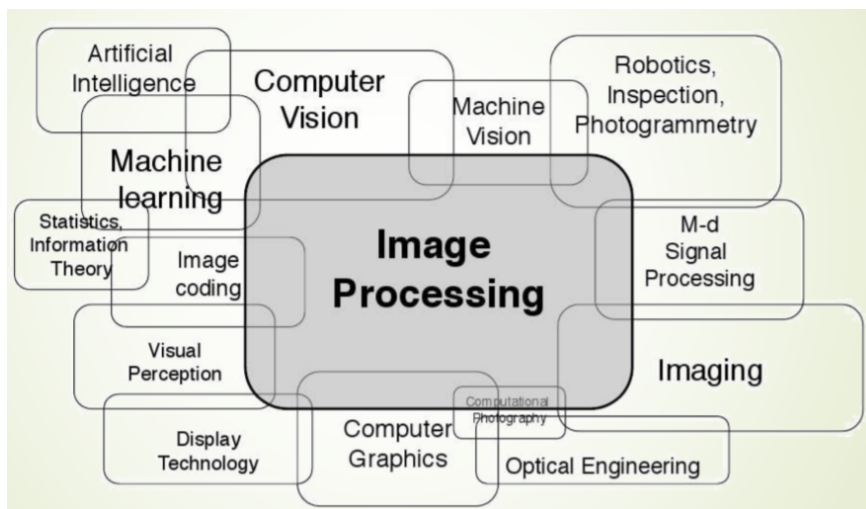 Artificial
Intelligence
Computer
Vision
Machine
Vision
Robotics,
Inspection,
Photogrammetry
Machine
learning
Statistics,
Information
Theory
Image
coding
Image
Processing
M-d
Signal
Processing
Visual
Perception
Imaging
Computational
Photography
Display
Technology
Computer
Graphics
Optical Engineering